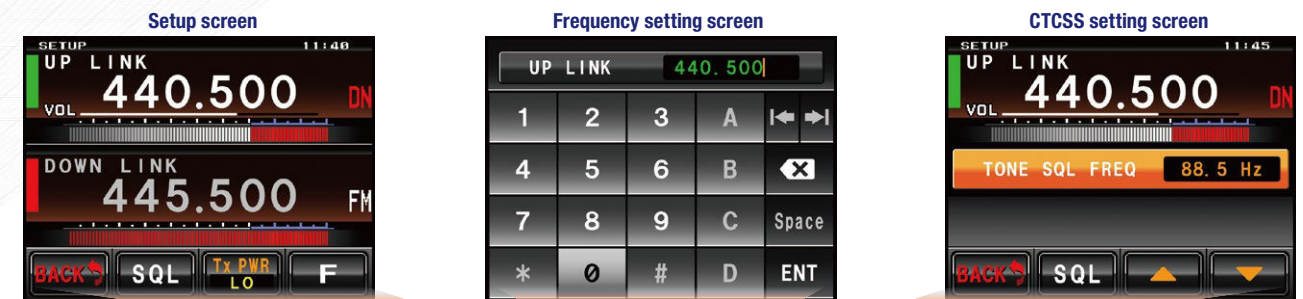 Setup screen
SETUP 11:40
UP LINK
440.500 DN
VOL
DOWN LINK
445.500 FM
BACK SQL Tx PWR LO F
Frequency setting screen
UP LINK 440.500
1 2 3 A
4 5 6 B
7 8 9 C Space
* 0 # D ENT
CTCSS setting screen
SETUP 11:45
UP LINK
440.500 DN
VOL
TONE SQL FREQ 88.5 Hz
BACK SQL